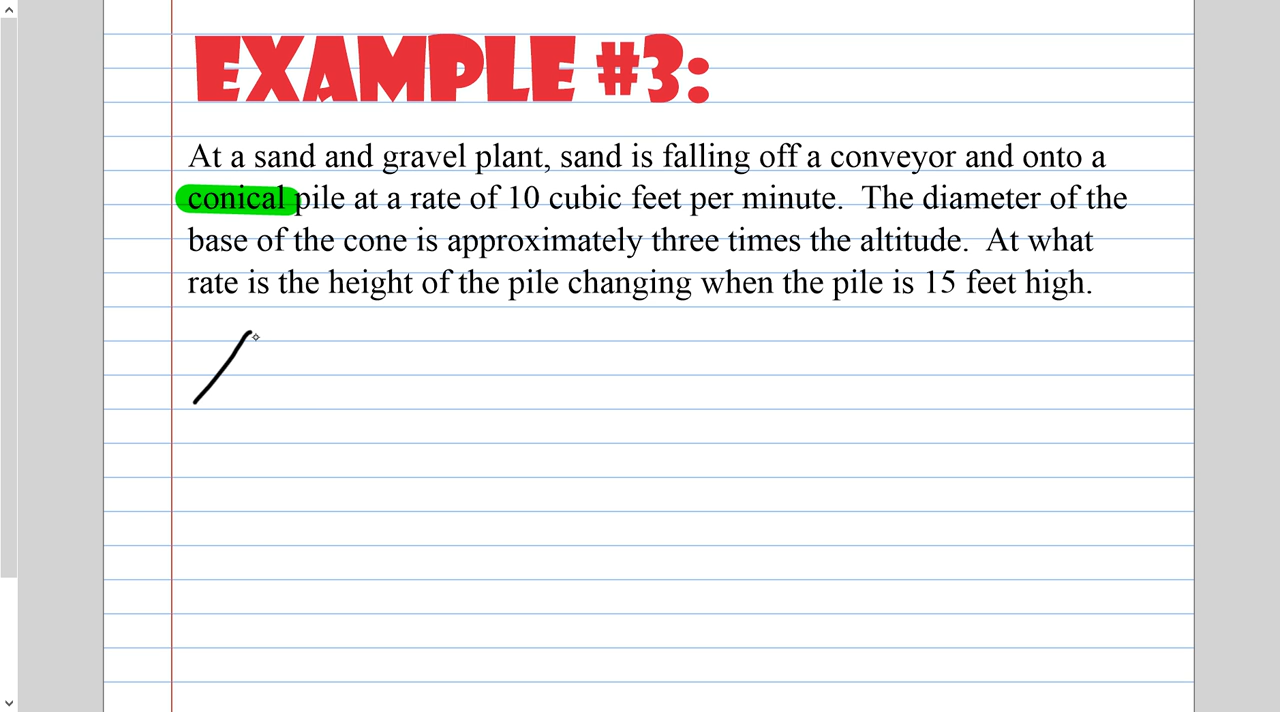 EXAMPLE #3:
At a sand and gravel plant, sand is falling off a conveyor and onto a
conical pile at a rate of 10 cubic feet per minute.  The diameter of the
base of the cone is approximately three times the altitude.  At what
rate is the height of the pile changing when the pile is 15 feet high.